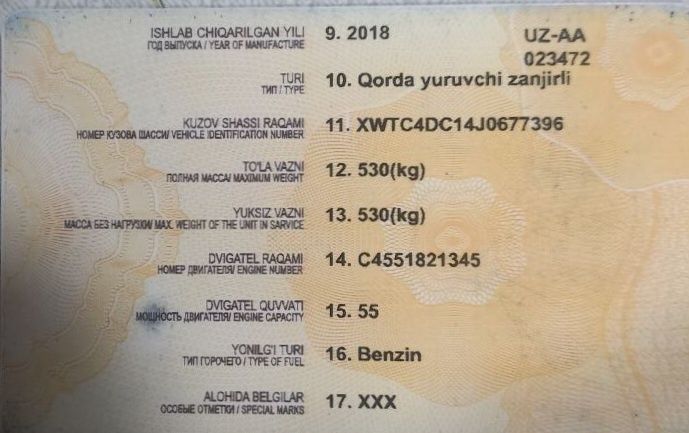 ISHLAB CHIQARILGAN YILI 9. 2018 UZ-AA
ГОД ВЫПУСКА / YEAR OF MANUFACTURE 023472
TURI 10. Qorda yuruvchi zanjirli
ТИП / TYPE
KUZOV SHASSI RAQAMI 11. XWTC4DC14J0677396
НОМЕР КУЗОВА ШАССИ/ VEHICLE IDENTIFICATION NUMBER
TO'LA VAZNI 12. 530(kg)
ПОЛНАЯ МАССА/ MAXIMUM WEIGHT
YUKSIZ VAZNI 13. 530(kg)
МАССА БЕЗ НАГРУЗКИ/ MAX. WEIGHT OF THE UNIT IN SARVICE
DVIGATEL RAQAMI 14. C4551821345
НОМЕР ДВИГАТЕЛЯ/ ENGINE NUMBER
DVIGATEL QUVVATI 15. 55
МОЩНОСТЬ ДВИГАТЕЛЯ/ ENGINE CAPACITY
YONILG'I TURI 16. Benzin
ТИП ГОРЮЧЕГО / TYPE OF FUEL
ALOHIDA BELGILAR 17. XXX
ОСОБЫЕ ОТМЕТКИ / SPECIAL MARKS